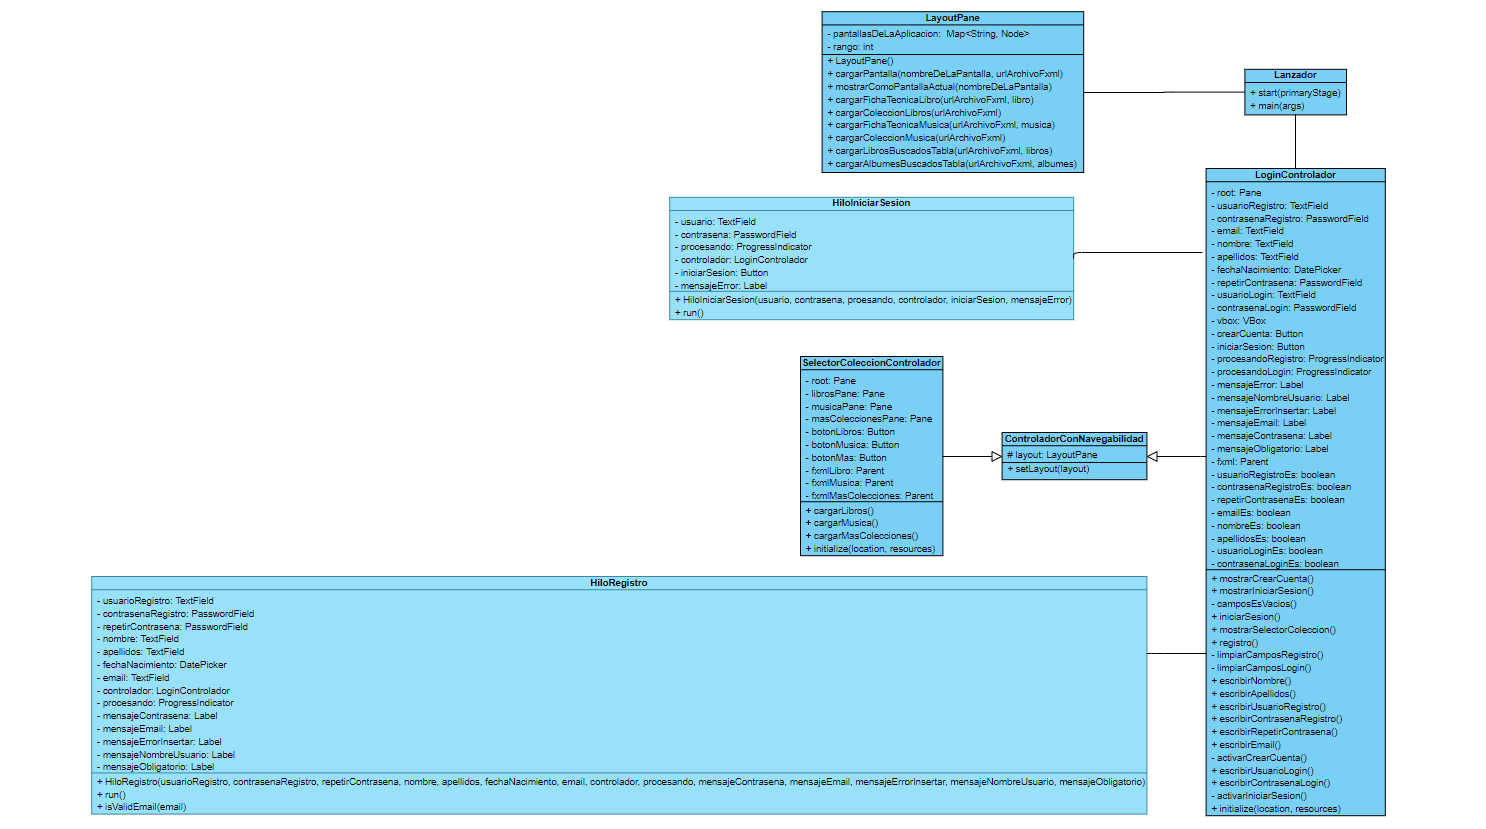 LayoutPane
- pantallasDeLaAplicacion:  Map<String, Node>
- rango: int
+ LayoutPane()
+ cargarPantalla(nombreDeLaPantalla, urlArchivoFxml)
+ mostrarComoPantallaActual(nombreDeLaPantalla)
+ cargarFichaTecnicaLibro(urlArchivoFxml, libro)
+ cargarColeccionLibros(urlArchivoFxml)
+ cargarFichaTecnicaMusica(urlArchivoFxml, musica)
+ cargarColeccionMusica(urlArchivoFxml)
+ cargarLibrosBuscadosTabla(urlArchivoFxml, libros)
+ cargarAlbumesBuscadosTabla(urlArchivoFxml, albumes)
Lanzador
+ start(primaryStage)
+ main(args)
HiloIniciarSesion
- usuario: TextField
- contrasena: PasswordField
- procesando: ProgressIndicator
- controlador: LoginControlador
- iniciarSesion: Button
- mensajeError: Label
+ HiloIniciarSesion(usuario, contrasena, proesando, controlador, iniciarSesion, mensajeError)
+ run()
LoginControlador
- root: Pane
- usuarioRegistro: TextField
- contrasenaRegistro: PasswordField
- email: TextField
- nombre: TextField
- apellidos: TextField
- fechaNacimiento: DatePicker
- repetirContrasena: PasswordField
- usuarioLogin: TextField
- contrasenaLogin: PasswordField
- vbox: VBox
- crearCuenta: Button
- iniciarSesion: Button
- procesandoRegistro: ProgressIndicator
- procesandoLogin: ProgressIndicator
- mensajeError: Label
- mensajeNombreUsuario: Label
- mensajeErrorInsertar: Label
- mensajeEmail: Label
- mensajeContrasena: Label
- mensajeObligatorio: Label
- fxml: Parent
- usuarioRegistroEs: boolean
- contrasenaRegistroEs: boolean
- repetirContrasenaEs: boolean
- emailEs: boolean
- nombreEs: boolean
- apellidosEs: boolean
- usuarioLoginEs: boolean
- contrasenaLoginEs: boolean
+ mostrarCrearCuenta()
+ mostrarIniciarSesion()
- camposEsVacios()
+ iniciarSesion()
+ mostrarSelectorColeccion()
+ registro()
- limpiarCamposRegistro()
- limpiarCamposLogin()
+ escribirNombre()
+ escribirApellidos()
+ escribirUsuarioRegistro()
+ escribirContrasenaRegistro()
+ escribirRepetirContrasena()
+ escribirEmail()
- activarCrearCuenta()
+ escribirUsuarioLogin()
+ escribirContrasenaLogin()
- activarIniciarSesion()
+ initialize(location, resources)
SelectorColeccionControlador
- root: Pane
- librosPane: Pane
- musicaPane: Pane
- masColeccionesPane: Pane
- botonLibros: Button
- botonMusica: Button
- botonMas: Button
- fxmlLibro: Parent
- fxmlMusica: Parent
- fxmlMasColecciones: Parent
+ cargarLibros()
+ cargarMusica()
+ cargarMasColecciones()
+ initialize(location, resources)
ControladorConNavegabilidad
# layout: LayoutPane
+ setLayout(layout)
HiloRegistro
- usuarioRegistro: TextField
- contrasenaRegistro: PasswordField
- repetirContrasena: PasswordField
- nombre: TextField
- apellidos: TextField
- fechaNacimiento: DatePicker
- email: TextField
- controlador: LoginControlador
- procesando: ProgressIndicator
- mensajeContrasena: Label
- mensajeEmail: Label
- mensajeErrorInsertar: Label
- mensajeNombreUsuario: Label
- mensajeObligatorio: Label
+ HiloRegistro(usuarioRegistro, contrasenaRegistro, repetirContrasena, nombre, apellidos, fechaNacimiento, email, controlador, procesando, mensajeContrasena, mensajeEmail, mensajeErrorInsertar, mensajeNombreUsuario, mensajeObligatorio)
+ run()
+ isValidEmail(email)